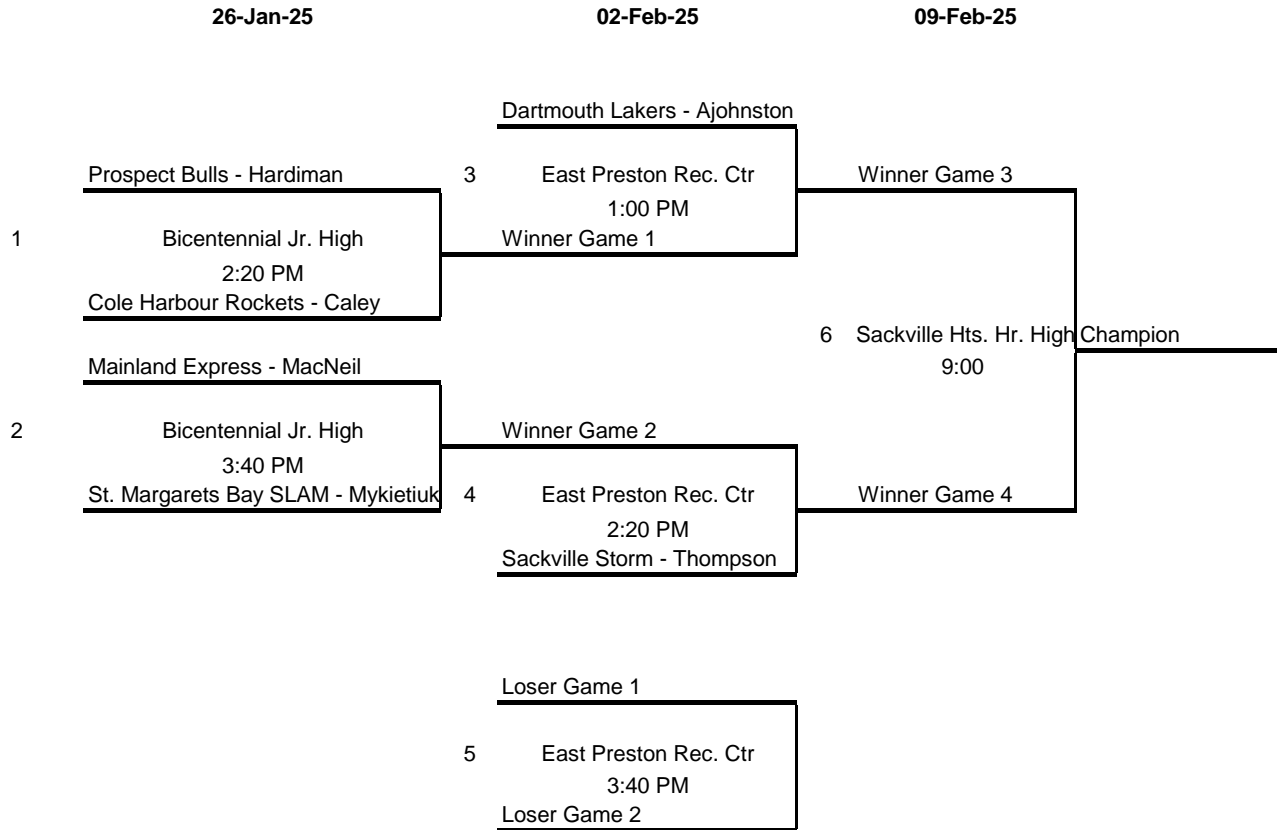 26-Jan-25 02-Feb-25 09-Feb-25
Dartmouth Lakers - Ajohnston
Prospect Bulls - Hardiman 3 East Preston Rec. Ctr Winner Game 3
1:00 PM
1 Bicentennial Jr. High Winner Game 1
2:20 PM
Cole Harbour Rockets - Caley
6 Sackville Hts. Hr. High Champion
Mainland Express - MacNeil 9:00
2 Bicentennial Jr. High Winner Game 2
3:40 PM
St. Margarets Bay SLAM - Mykietiuk 4 East Preston Rec. Ctr Winner Game 4
2:20 PM
Sackville Storm - Thompson
Loser Game 1
5 East Preston Rec. Ctr
3:40 PM
Loser Game 2